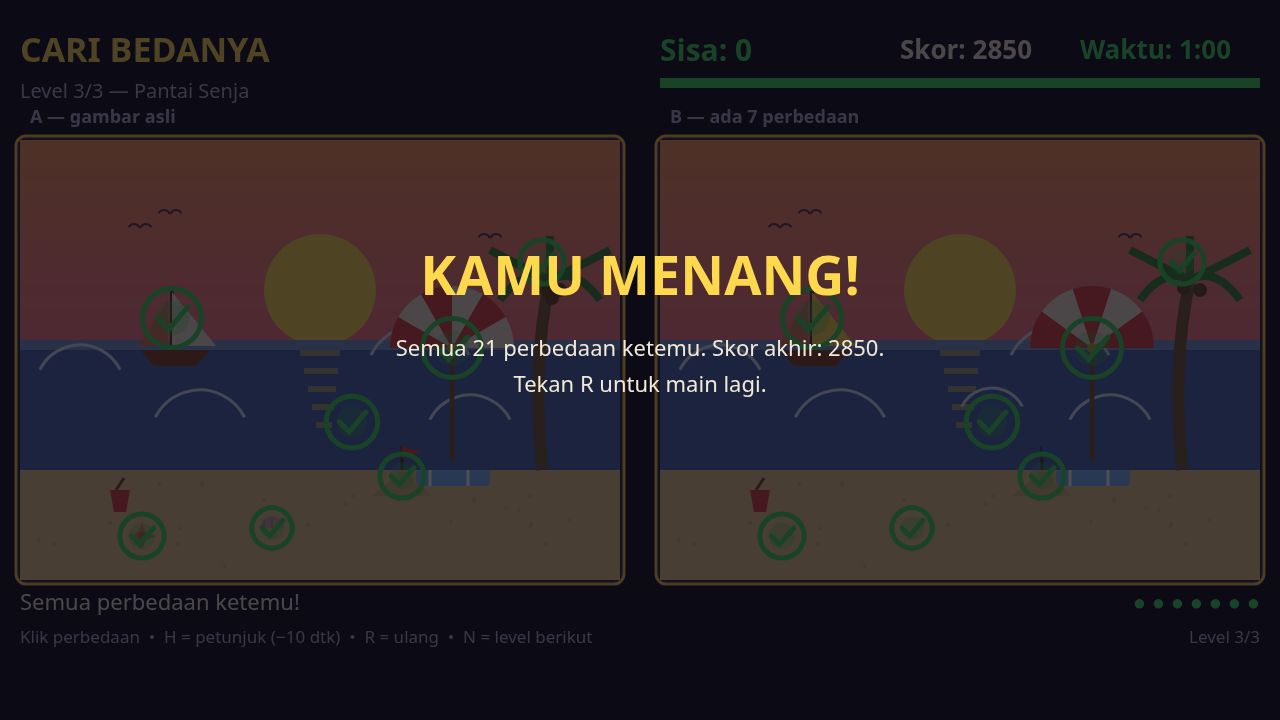 CARI BEDANYA
Sisa: 0
Skor: 2850
Waktu: 1:00
Level 3/3 — Pantai Senja
A — gambar asli
B — ada 7 perbedaan
KAMU MENANG!
Semua 21 perbedaan ketemu. Skor akhir: 2850.
Tekan R untuk main lagi.
Semua perbedaan ketemu!
Klik perbedaan • H = petunjuk (−10 dtk) • R = ulang • N = level berikut
Level 3/3